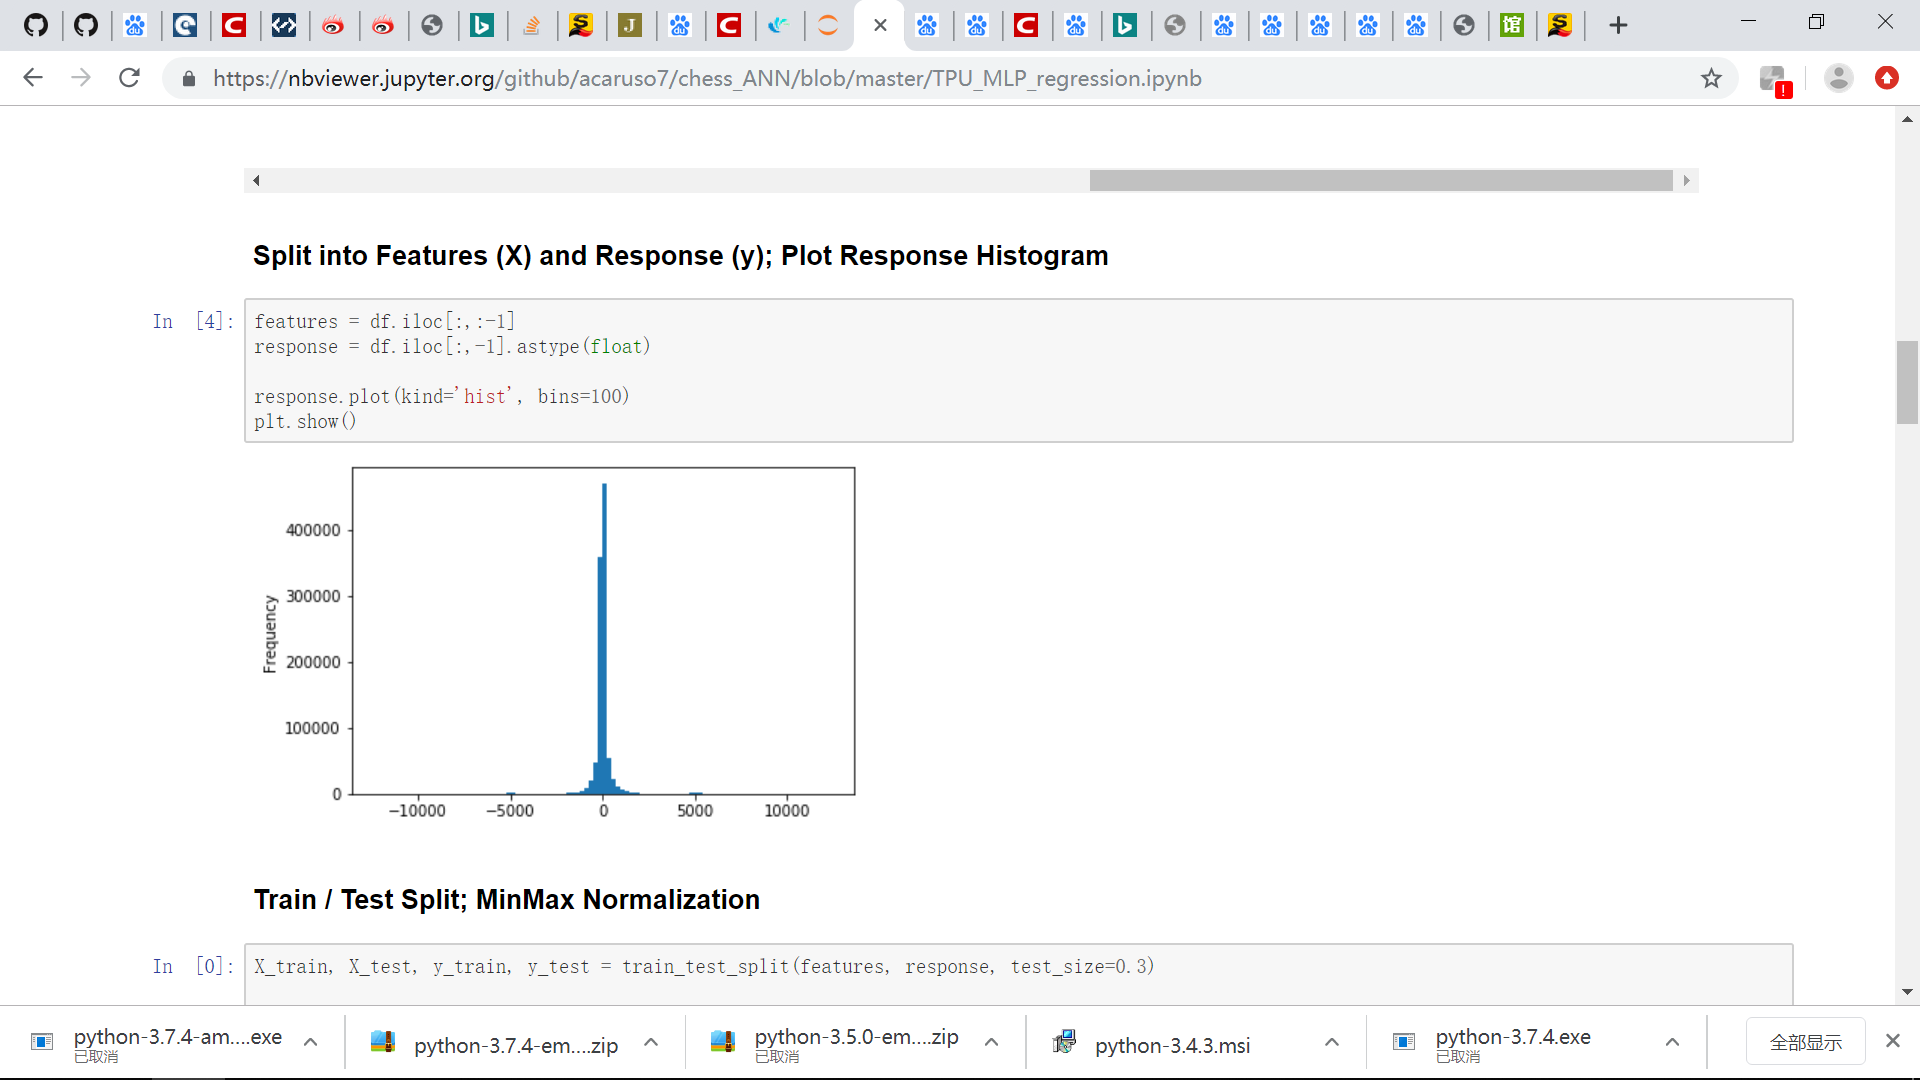 https://nbviewer.jupyter.org/github/acaruso7/chess_ANN/blob/master/TPU_MLP_regression.ipynb
Split into Features (X) and Response (y); Plot Response Histogram
In [4]:
features = df.iloc[:,:-1]
response = df.iloc[:,-1].astype(float)
response.plot(kind='hist', bins=100)
plt.show()
Frequency
400000
300000
200000
100000
0
−10000 −5000 0 5000 10000
Train / Test Split; MinMax Normalization
In [0]:
X_train, X_test, y_train, y_test = train_test_split(features, response, test_size=0.3)
python-3.7.4-am....exe
已取消
python-3.7.4-em....zip
python-3.5.0-em....zip
已取消
python-3.4.3.msi
python-3.7.4.exe
已取消
全部显示